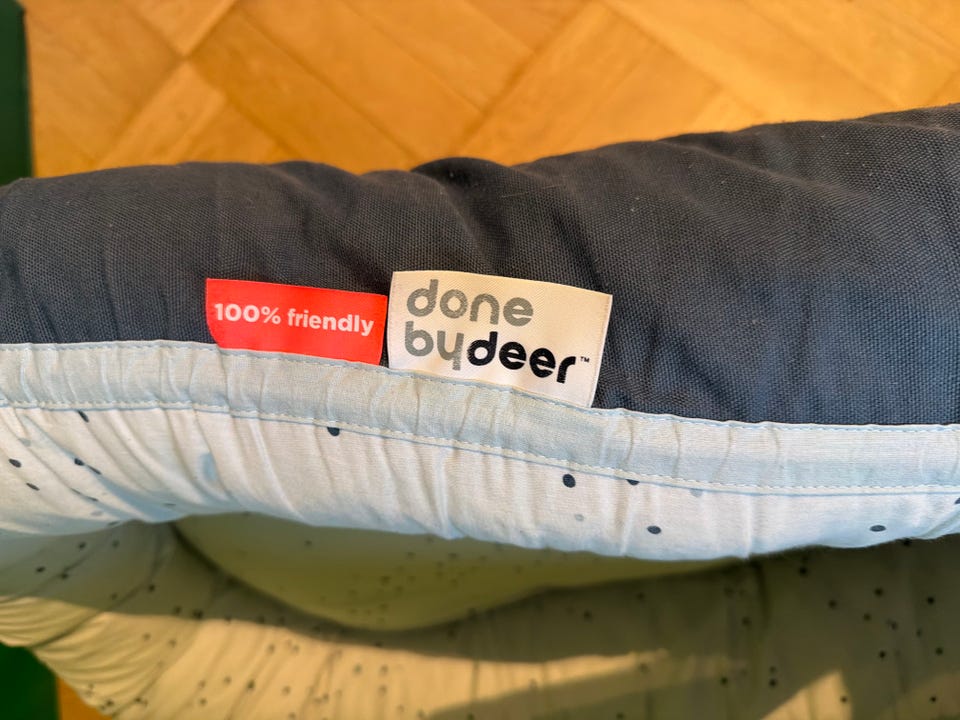 100% friendly
done
bydeer™